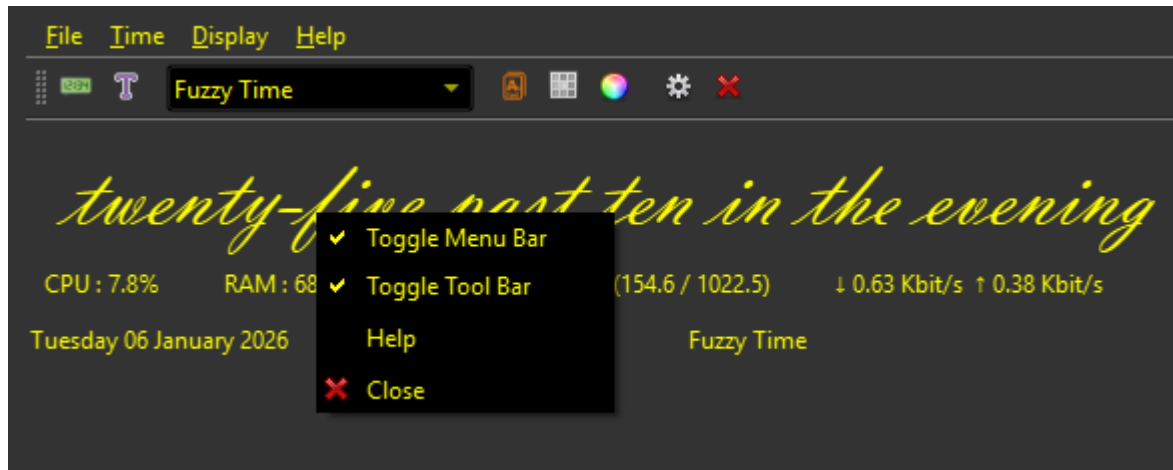 File Time Display Help
12:34 T Fuzzy Time A
twenty-five past ten in the evening
Toggle Menu Bar
CPU : 7.8% RAM : 68 (154.6 / 1022.5) ↓ 0.63 Kbit/s ↑ 0.38 Kbit/s
Toggle Tool Bar
Tuesday 06 January 2026 Help Fuzzy Time
Close